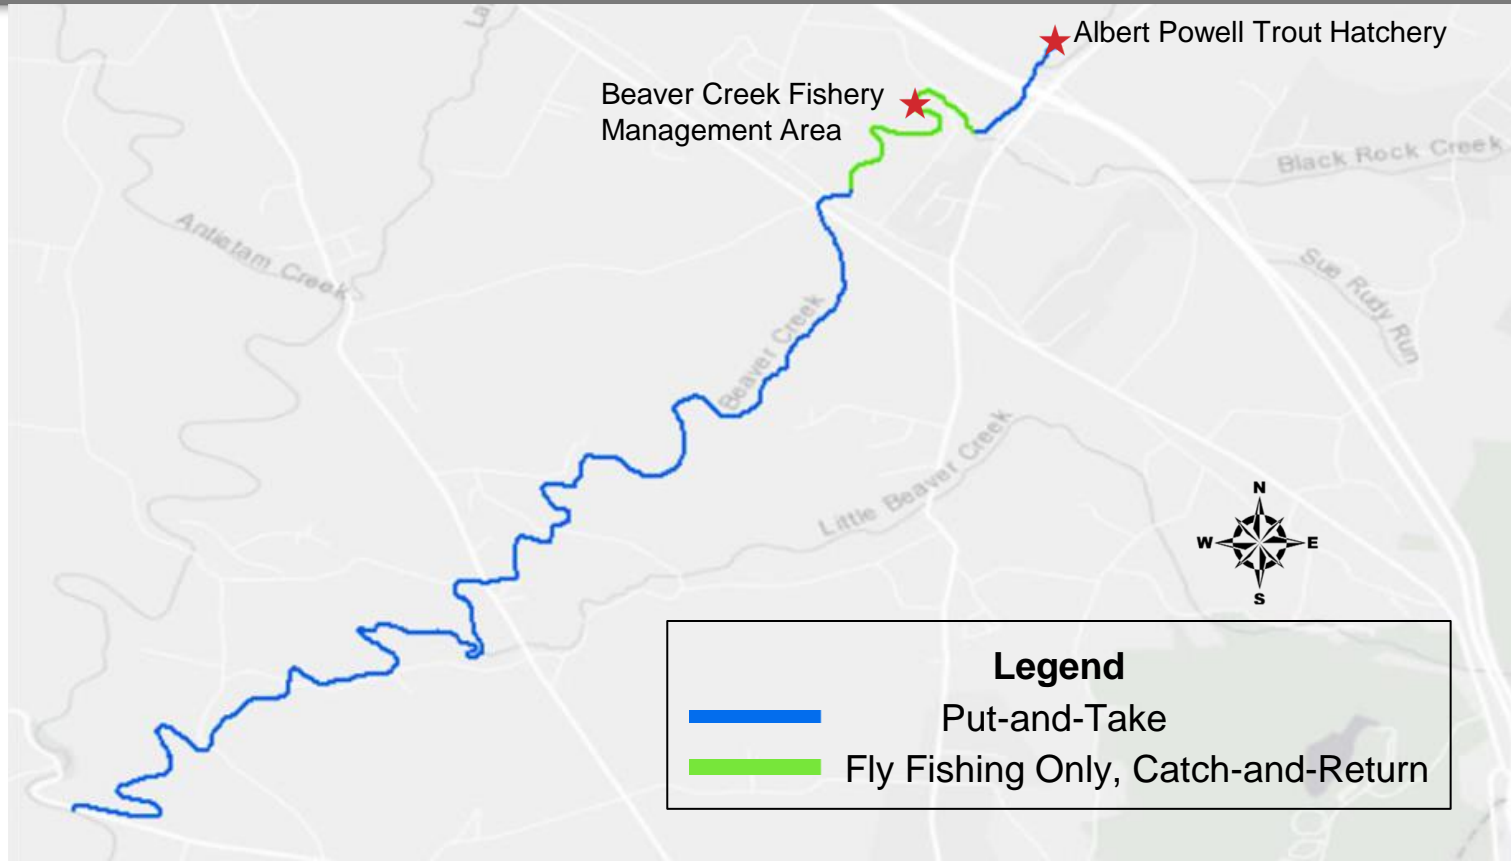 La
Albert Powell Trout Hatchery
Beaver Creek Fishery
Management Area
Black Rock Creek
Antietam Creek
Sue Rudy Run
Beaver Creek
Little Beaver Creek
N
W
E
S
Legend
Put-and-Take
Fly Fishing Only, Catch-and-Return